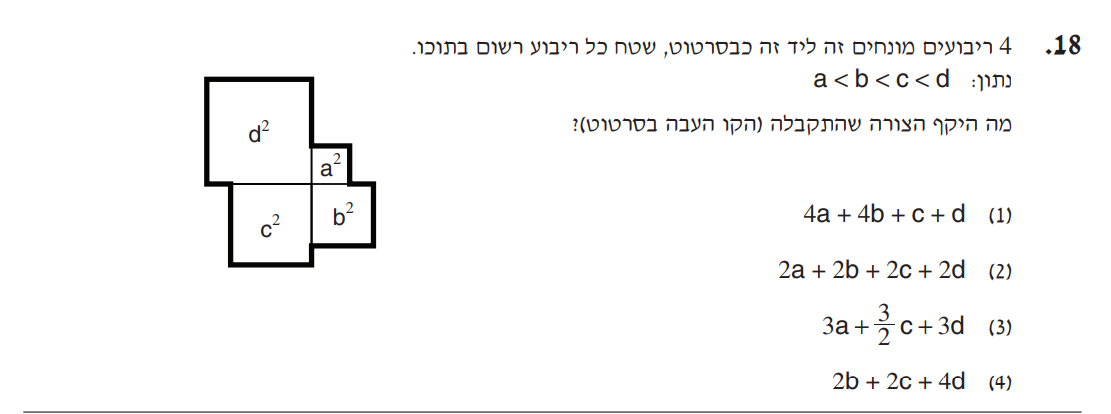 18. 4 ריבועים מונחים זה ליד זה כבסרטוט, שטח כל ריבוע רשום בתוכו.
נתון: a < b < c < d
מה היקף הצורה שהתקבלה (הקו העבה בסרטוט)?
d²
a²
b²
c²
(1) 4a + 4b + c + d
(2) 2a + 2b + 2c + 2d
(3) 3a + 3/2 c + 3d
(4) 2b + 2c + 4d